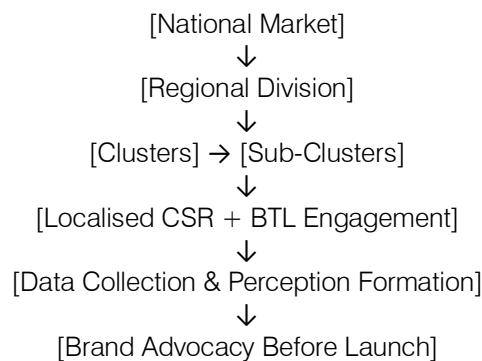 [National Market]
↓
[Regional Division]
↓
[Clusters] → [Sub-Clusters]
↓
[Localised CSR + BTL Engagement]
↓
[Data Collection & Perception Formation]
↓
[Brand Advocacy Before Launch]